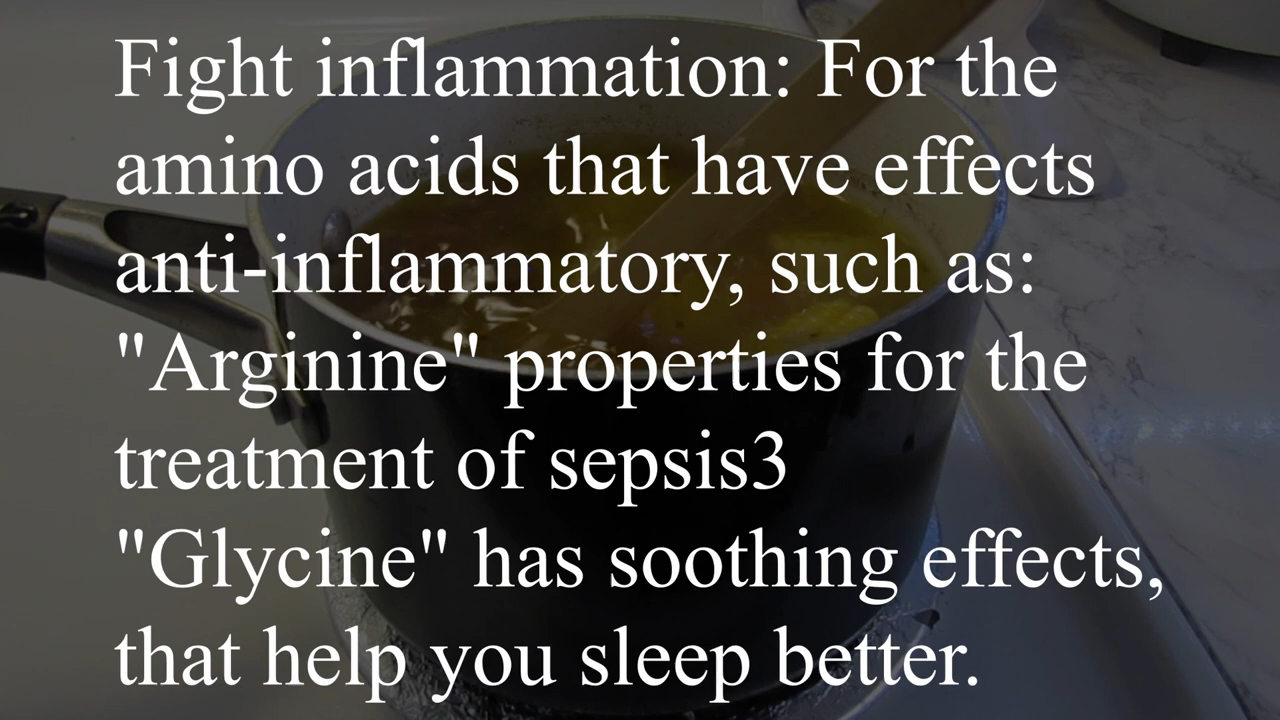 Fight inflammation: For the
amino acids that have effects
anti-inflammatory, such as:
"Arginine" properties for the
treatment of sepsis3
"Glycine" has soothing effects,
that help you sleep better.